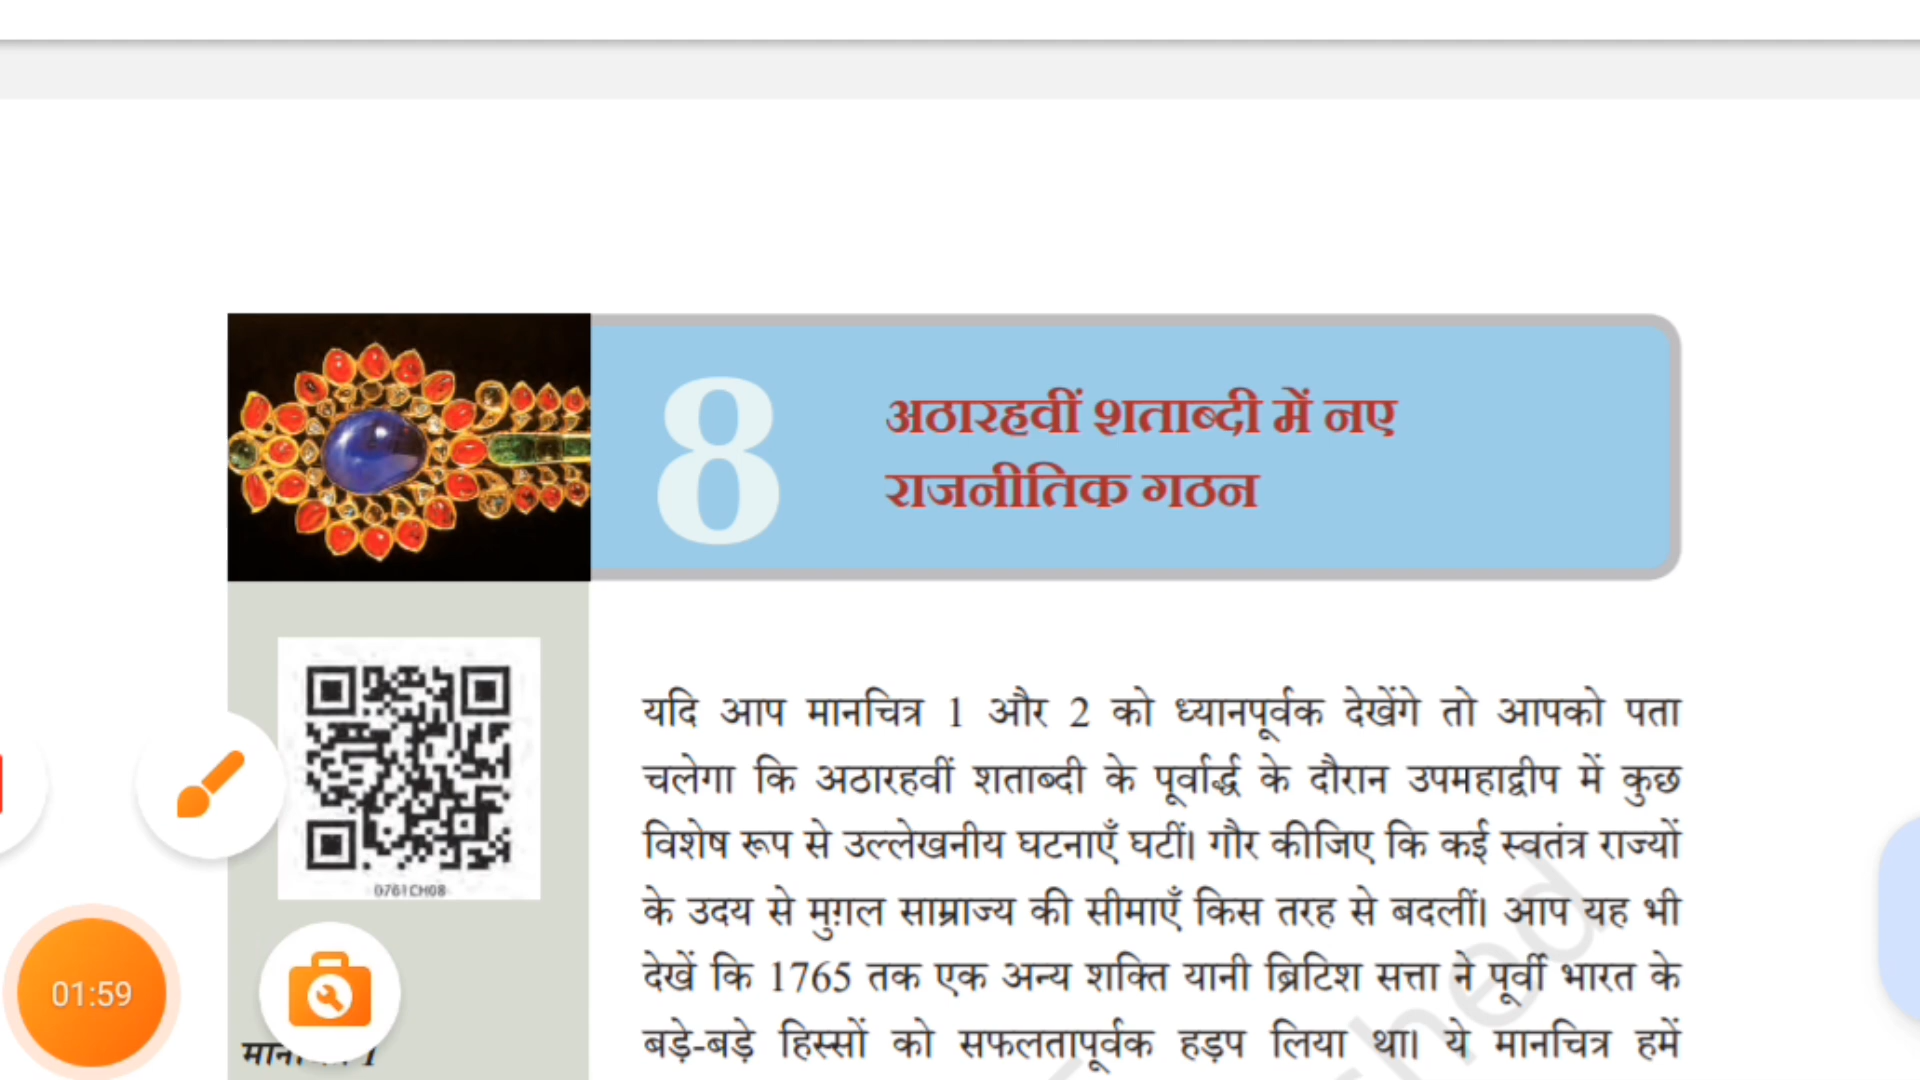 8
अठारहवीं शताब्दी में नए
राजनीतिक गठन
0761CH08
यदि आप मानचित्र 1 और 2 को ध्यानपूर्वक देखेंगे तो आपको पता
चलेगा कि अठारहवीं शताब्दी के पूर्वार्द्ध के दौरान उपमहाद्वीप में कुछ
विशेष रूप से उल्लेखनीय घटनाएँ घटीं। गौर कीजिए कि कई स्वतंत्र राज्यों
के उदय से मुग़ल साम्राज्य की सीमाएँ किस तरह से बदलीं। आप यह भी
देखें कि 1765 तक एक अन्य शक्ति यानी ब्रिटिश सत्ता ने पूर्वी भारत के
बड़े-बड़े हिस्सों को सफलतापूर्वक हड़प लिया था। ये मानचित्र हमें
01:59
1